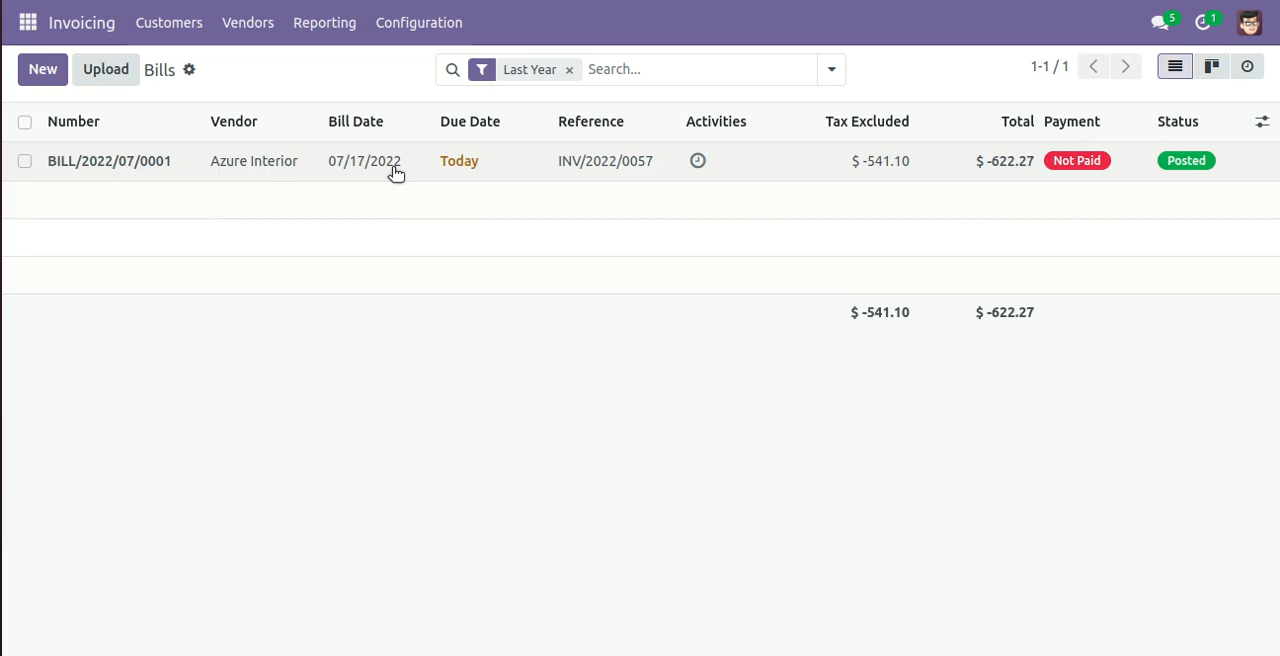 Invoicing Customers Vendors Reporting Configuration 5 1
New Upload Bills Last Year × Search... 1-1 / 1
Number Vendor Bill Date Due Date Reference Activities Tax Excluded Total Payment Status
BILL/2022/07/0001 Azure Interior 07/17/2022 Today INV/2022/0057 $ -541.10 $ -622.27 Not Paid Posted
$ -541.10 $ -622.27